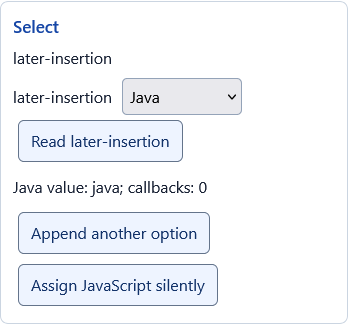 Select
later-insertion
later-insertion Java
Read later-insertion
Java value: java; callbacks: 0
Append another option
Assign JavaScript silently